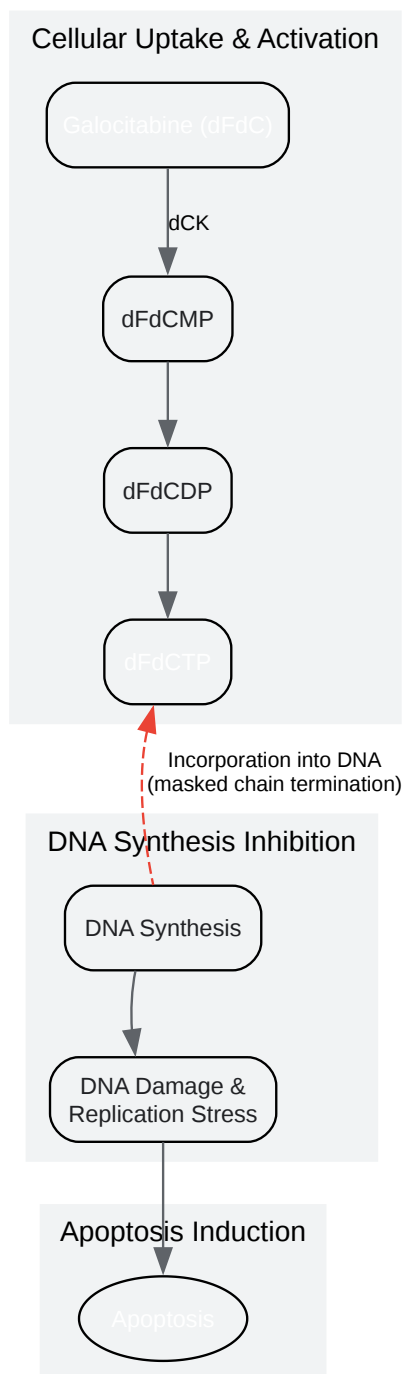 Cellular Uptake & Activation
Galocitabine (dFdC)
dCK
dFdCMP
dFdCDP
dFdCTP
Incorporation into DNA
(masked chain termination)
DNA Synthesis Inhibition
DNA Synthesis
DNA Damage &
Replication Stress
Apoptosis Induction
Apoptosis